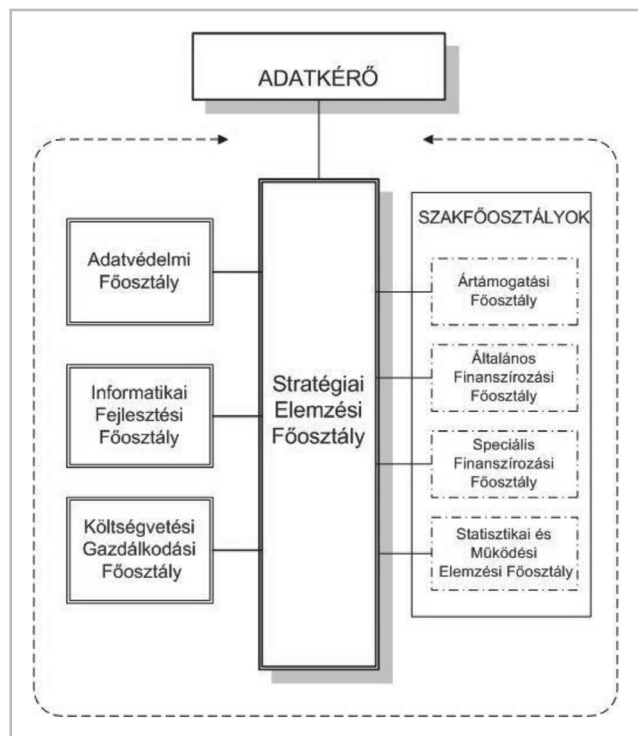 ADATKÉRŐ
Adatvédelmi
Főosztály
Informatikai
Fejlesztési
Főosztály
Költségvetési
Gazdálkodási
Főosztály
Stratégiai
Elemzési
Főosztály
SZAKFŐOSZTÁLYOK
Ártámogatási
Főosztály
Általános
Finanszírozási
Főosztály
Speciális
Finanszírozási
Főosztály
Statisztikai és
Működési
Elemzési Főosztály